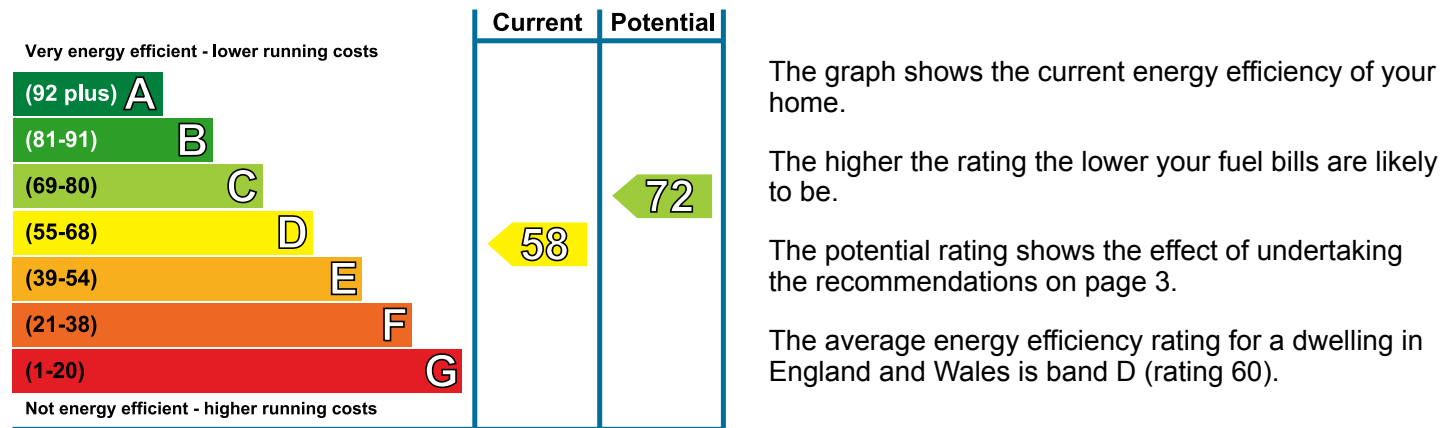 Current Potential
Very energy efficient - lower running costs
(92 plus) A
(81-91) B
(69-80) C
(55-68) D
(39-54) E
(21-38) F
(1-20) G
Not energy efficient - higher running costs
58
72
The graph shows the current energy efficiency of your
home.
The higher the rating the lower your fuel bills are likely
to be.
The potential rating shows the effect of undertaking
the recommendations on page 3.
The average energy efficiency rating for a dwelling in
England and Wales is band D (rating 60).